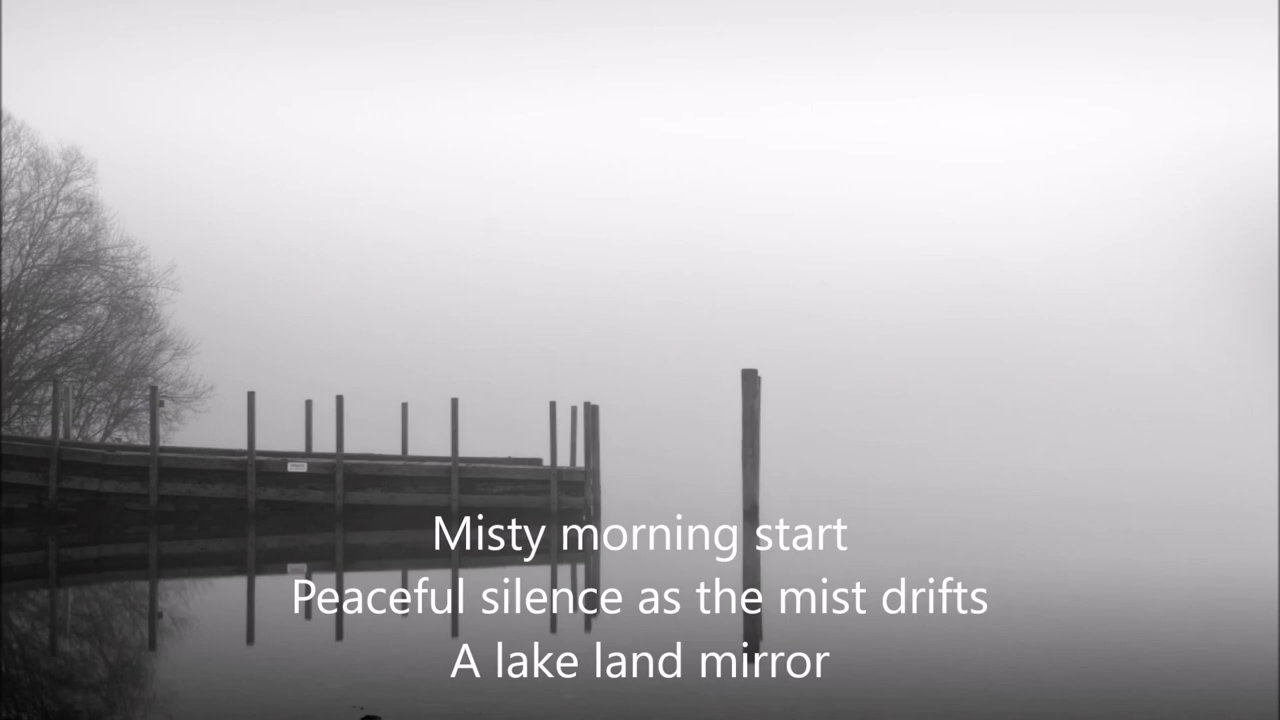 Misty morning start
Peaceful silence as the mist drifts
A lake land mirror